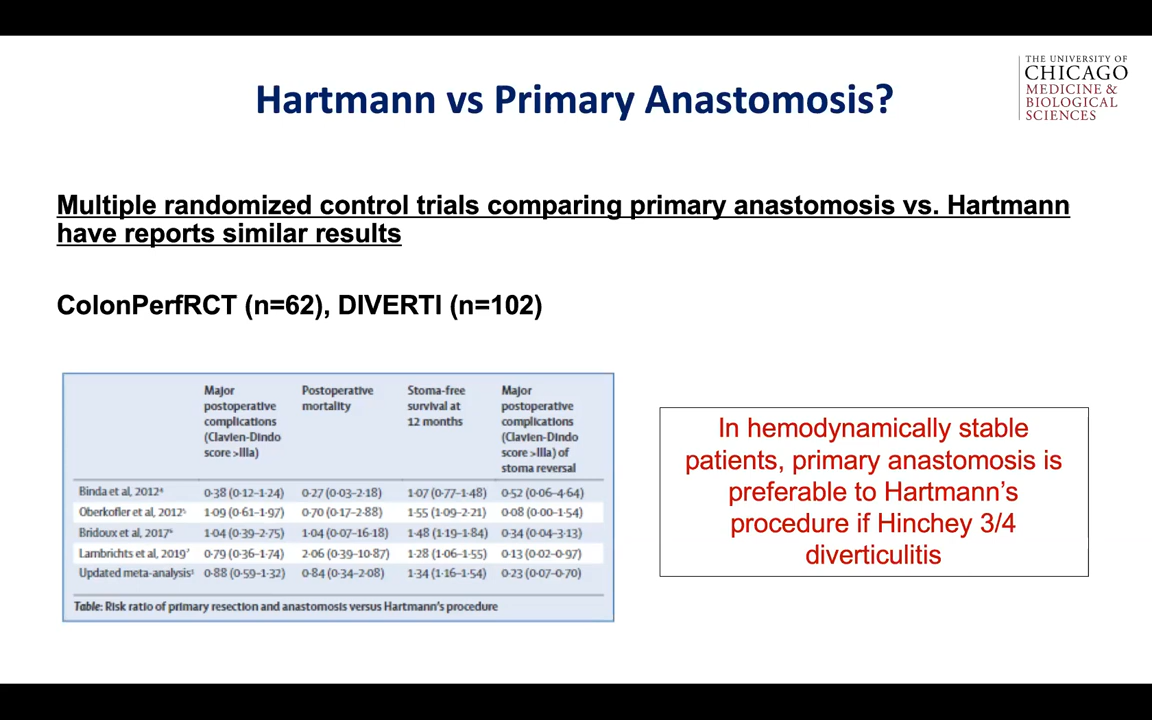 THE UNIVERSITY OF
CHICAGO
MEDICINE &
BIOLOGICAL
SCIENCES
Hartmann vs Primary Anastomosis?
Multiple randomized control trials comparing primary anastomosis vs. Hartmann
have reports similar results
ColonPerfRCT (n=62), DIVERTI (n=102)
Major postoperative complications (Clavien-Dindo score >IIIa) Postoperative mortality Stoma-free survival at 12 months Major postoperative complications (Clavien-Dindo score >IIIa) of stoma reversal
Binda et al, 2012⁴ 0·38 (0·12–1·24) 0·27 (0·03–2·18) 1·07 (0·77–1·48) 0·52 (0·06–4·64)
Oberkofler et al, 2012⁵ 1·09 (0·61–1·97) 0·70 (0·17–2·88) 1·55 (1·09–2·21) 0·08 (0·00–1·54)
Bridoux et al, 2017⁶ 1·04 (0·39–2·75) 1·04 (0·07–16·18) 1·48 (1·19–1·84) 0·34 (0·04–3·13)
Lambrichts et al, 2019⁷ 0·79 (0·36–1·74) 2·06 (0·39–10·87) 1·28 (1·06–1·55) 0·13 (0·02–0·97)
Updated meta-analysis¹ 0·88 (0·59–1·32) 0·84 (0·34–2·08) 1·34 (1·16–1·54) 0·23 (0·07–0·70)
Table: Risk ratio of primary resection and anastomosis versus Hartmann's procedure
In hemodynamically stable
patients, primary anastomosis is
preferable to Hartmann’s
procedure if Hinchey 3/4
diverticulitis